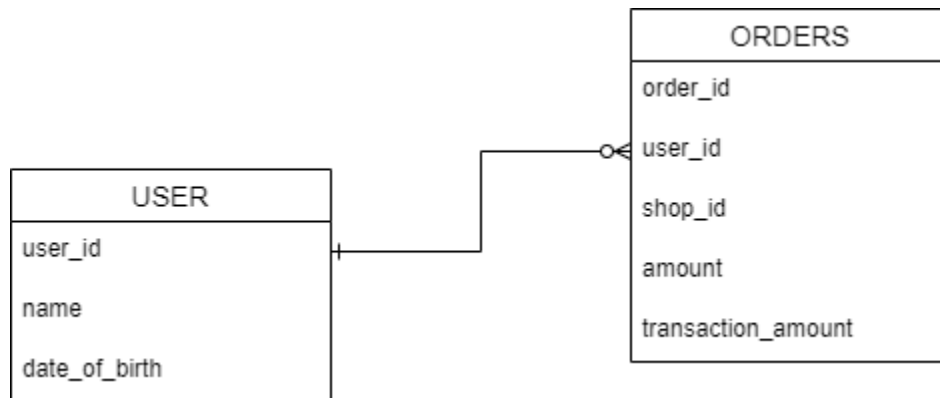 USER
user_id
name
date_of_birth
ORDERS
order_id
user_id
shop_id
amount
transaction_amount